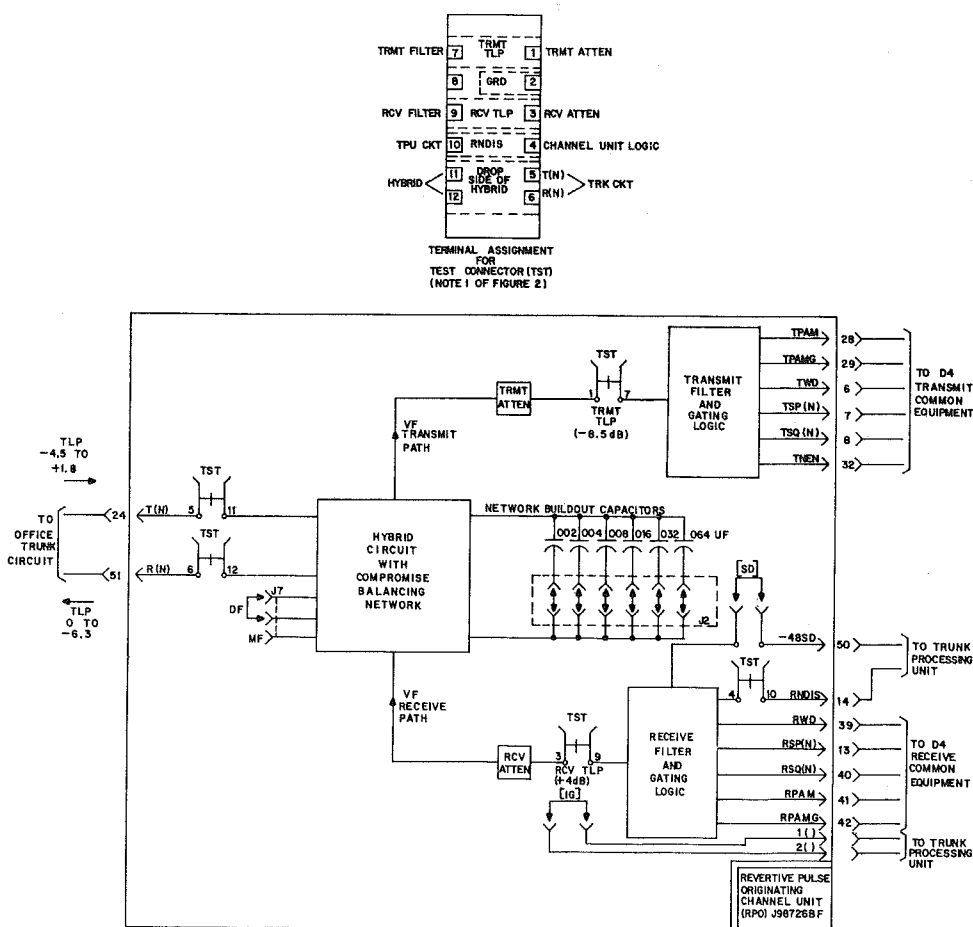 TRMT FILTER 7 TRMT TLP 1 TRMT ATTEN
8 GRD 2
RCV FILTER 9 RCV TLP 3 RCV ATTEN
TPU CKT 10 RNDIS 4 CHANNEL UNIT LOGIC
HYBRID 11 DROP SIDE OF HYBRID 5 T(N) TRK CKT
12 6 R(N)
TERMINAL ASSIGNMENT
FOR
TEST CONNECTOR (TST)
(NOTE 1 OF FIGURE 2)
TPAM 28
TPAMG 29
TWD 6
TSP(N) 7
TSQ(N) 8
TNEN 32
TO D4
TRANSMIT
COMMON
EQUIPMENT
TRANSMIT
FILTER
AND
GATING
LOGIC
TST
1 7
TRMT
TLP
(-8.5 dB)
TRMT
ATTEN
VF
TRANSMIT
PATH
TLP
-4.5 TO
+1.8
TO
OFFICE
TRUNK
CIRCUIT
24 T(N) 5 TST 11
51 R(N) 6 TST 12
TLP
0 TO
-6.3
DF
J7
MF
HYBRID
CIRCUIT
WITH
COMPROMISE
BALANCING
NETWORK
NETWORK BUILDOUT CAPACITORS
002 004 008 016 032 064 UF
J2
[SD]
-48SD 50
TST
4 10 RNDIS 14
TO TRUNK
PROCESSING
UNIT
VF
RECEIVE
PATH
RCV
ATTEN
TST
3 9
RCV TLP
(+4dB)
[IG]
RECEIVE
FILTER
AND
GATING
LOGIC
RWD 39
RSP(N) 13
RSQ(N) 40
RPAM 41
RPAMG 42
TO D4
RECEIVE
COMMON
EQUIPMENT
1 ( )
2 ( )
TO TRUNK
PROCESSING
UNIT
REVERTIVE PULSE
ORIGINATING
CHANNEL UNIT
(RPO) J98726BF